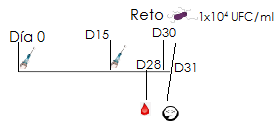 Reto 1x10⁴ UFC/ml
Día 0
D15
D30
D28
D31